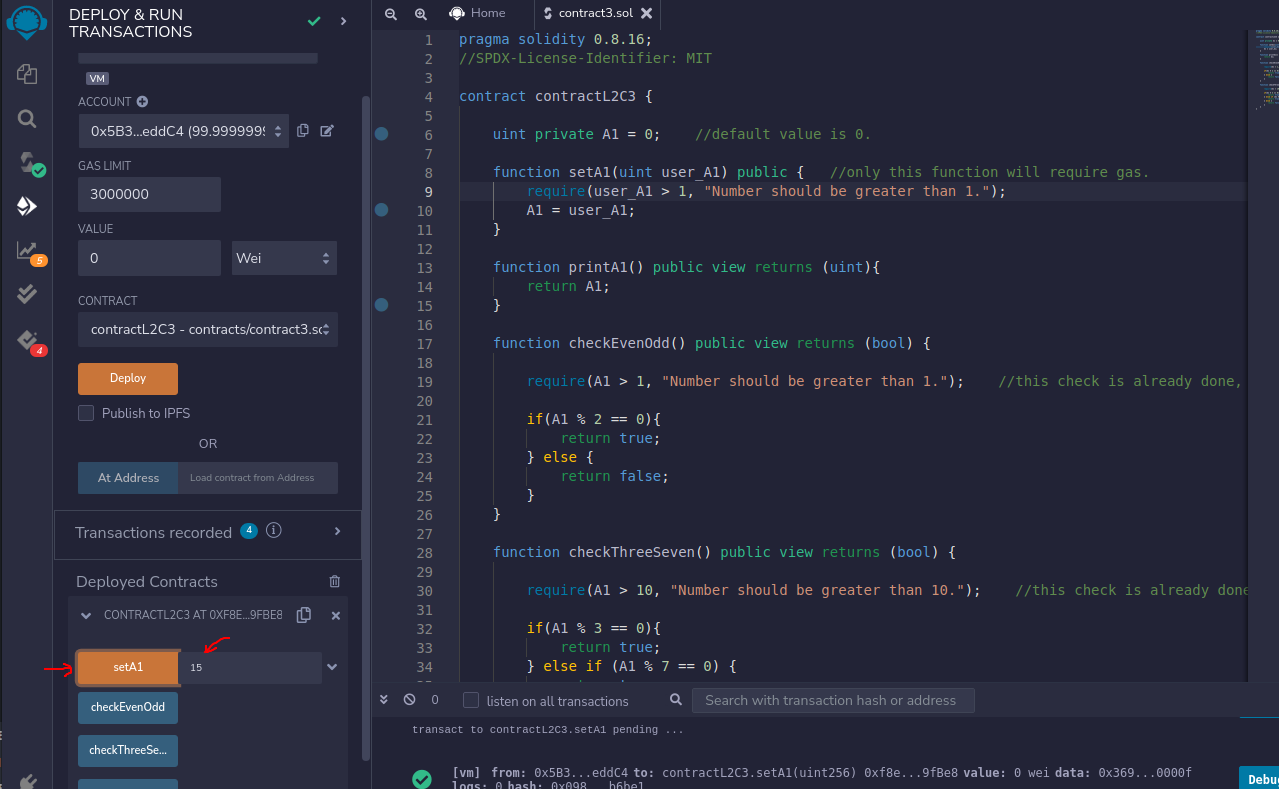 DEPLOY & RUN
TRANSACTIONS
VM
ACCOUNT
0x5B3...eddC4 (99.9999999
GAS LIMIT
3000000
VALUE
0
Wei
CONTRACT
contractL2C3 - contracts/contract3.sc
Deploy
Publish to IPFS
OR
At Address
Load contract from Address
Transactions recorded 4 i
Deployed Contracts
CONTRACTL2C3 AT 0XF8E...9FBE8
setA1
15
checkEvenOdd
checkThreeSe...
5
4
Home
contract3.sol
1 pragma solidity 0.8.16;
2 //SPDX-License-Identifier: MIT
3
4 contract contractL2C3 {
5
6 uint private A1 = 0; //default value is 0.
7
8 function setA1(uint user_A1) public { //only this function will require gas.
9 require(user_A1 > 1, "Number should be greater than 1.");
10 A1 = user_A1;
11 }
12
13 function printA1() public view returns (uint){
14 return A1;
15 }
16
17 function checkEvenOdd() public view returns (bool) {
18
19 require(A1 > 1, "Number should be greater than 1."); //this check is already done,
20
21 if(A1 % 2 == 0){
22 return true;
23 } else {
24 return false;
25 }
26 }
27
28 function checkThreeSeven() public view returns (bool) {
29
30 require(A1 > 10, "Number should be greater than 10."); //this check is already done
31
32 if(A1 % 3 == 0){
33 return true;
34 } else if (A1 % 7 == 0) {
0
listen on all transactions
Search with transaction hash or address
transact to contractL2C3.setA1 pending ...
[vm] from: 0x5B3...eddC4 to: contractL2C3.setA1(uint256) 0xf8e...9fBe8 value: 0 wei data: 0x369...0000f
logs: 0 hash: 0x098...b6be1
Debug